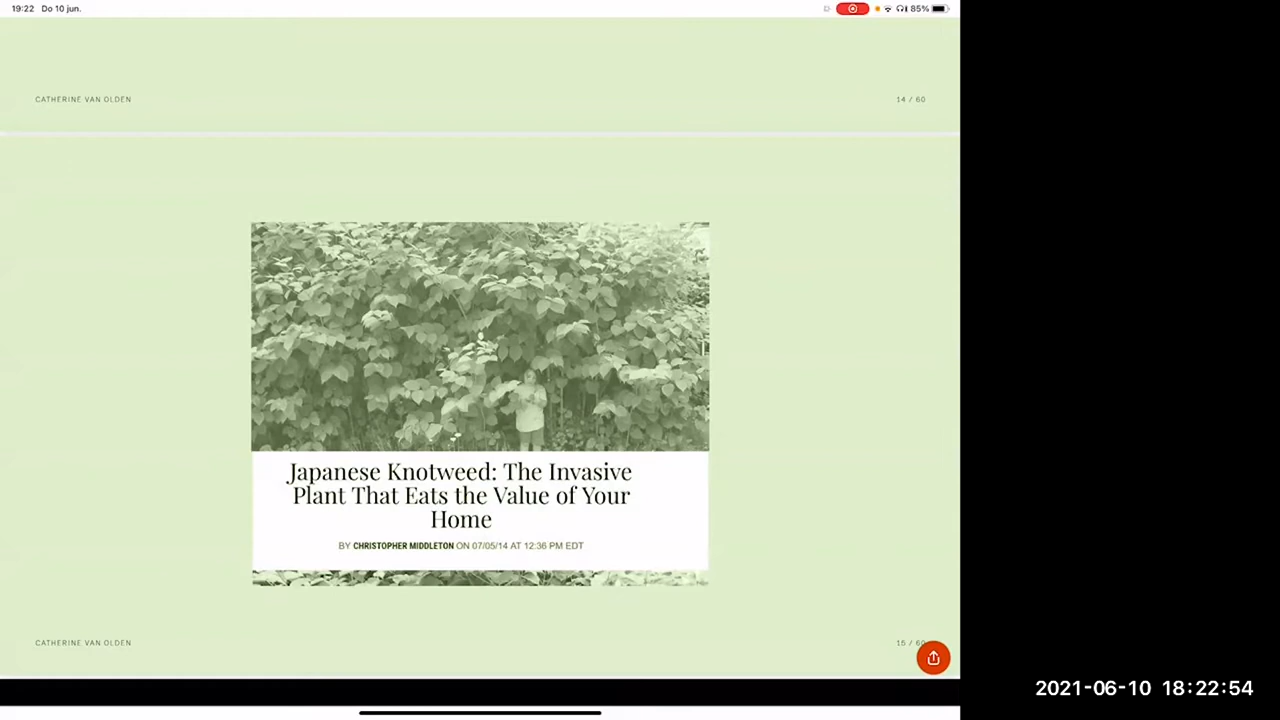 19:22 Do 10 jun.
85%
CATHERINE VAN OLDEN
14 / 60
Japanese Knotweed: The Invasive
Plant That Eats the Value of Your
Home
BY CHRISTOPHER MIDDLETON ON 07/05/14 AT 12:36 PM EDT
CATHERINE VAN OLDEN
15 / 60
2021-06-10 18:22:54